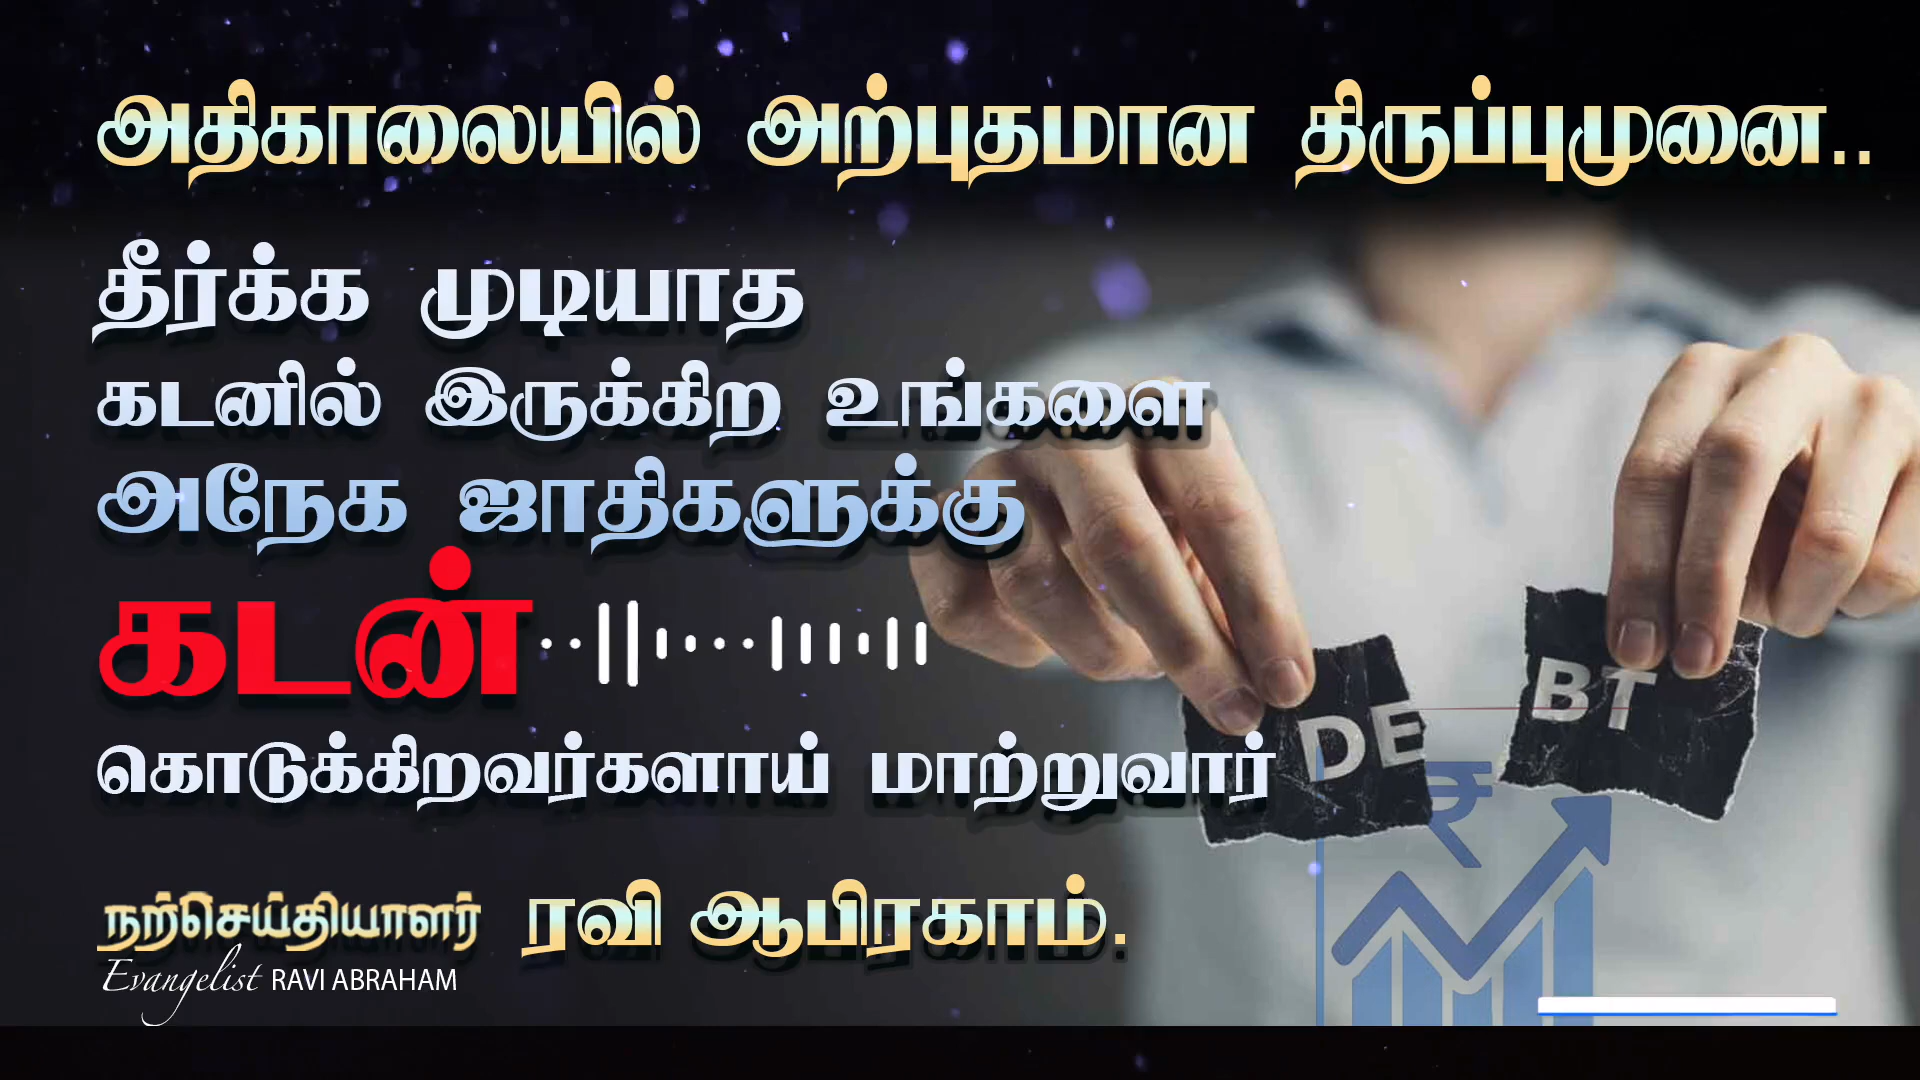 அதிகாலையில் அற்புதமான திருப்புமுனை..
தீர்க்க முடியாத
கடனில் இருக்கிற உங்களை
அநேக ஜாதிகளுக்கு
கடன்
கொடுக்கிறவர்களாய் மாற்றுவார்
DE BT
₹
நற்செய்தியாளர் ரவி ஆபிரகாம்.
Evangelist RAVI ABRAHAM